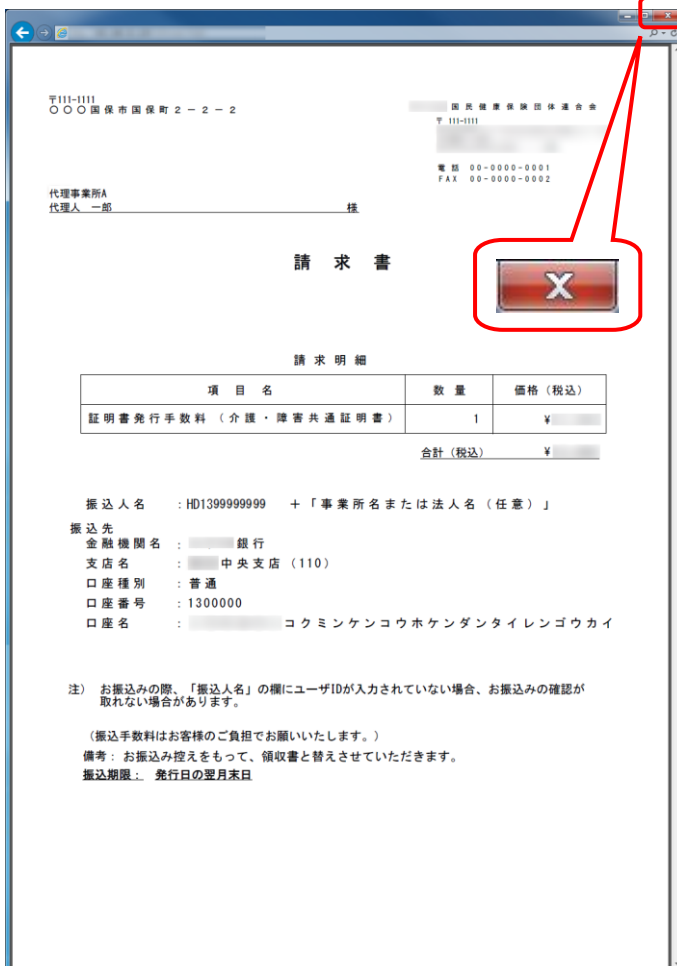 〒111-1111
〇〇〇国保市国保町２－２－２
国民健康保険団体連合会
〒 111-1111
電話 00-0000-0001
FAX 00-0000-0002
代理事業所A
代理人 一郎 様
請求書
X
請求明細
項目名 数量 価格（税込）
証明書発行手数料（介護・障害共通証明書） 1 ¥
合計（税込） ¥
振込人名 :HD1399999999 +「事業所名または法人名（任意）」
振込先
金融機関名 : 銀行
支店名 : 中央支店（110）
口座種別 : 普通
口座番号 : 1300000
口座名 : コクミンケンコウホケンダンタイレンゴウカイ
注） お振込みの際、「振込人名」の欄にユーザIDが入力されていない場合、お振込みの確認が
取れない場合があります。
（振込手数料はお客様のご負担でお願いいたします。）
備考：お振込み控えをもって、領収書と替えさせていただきます。
振込期限： 発行日の翌月末日